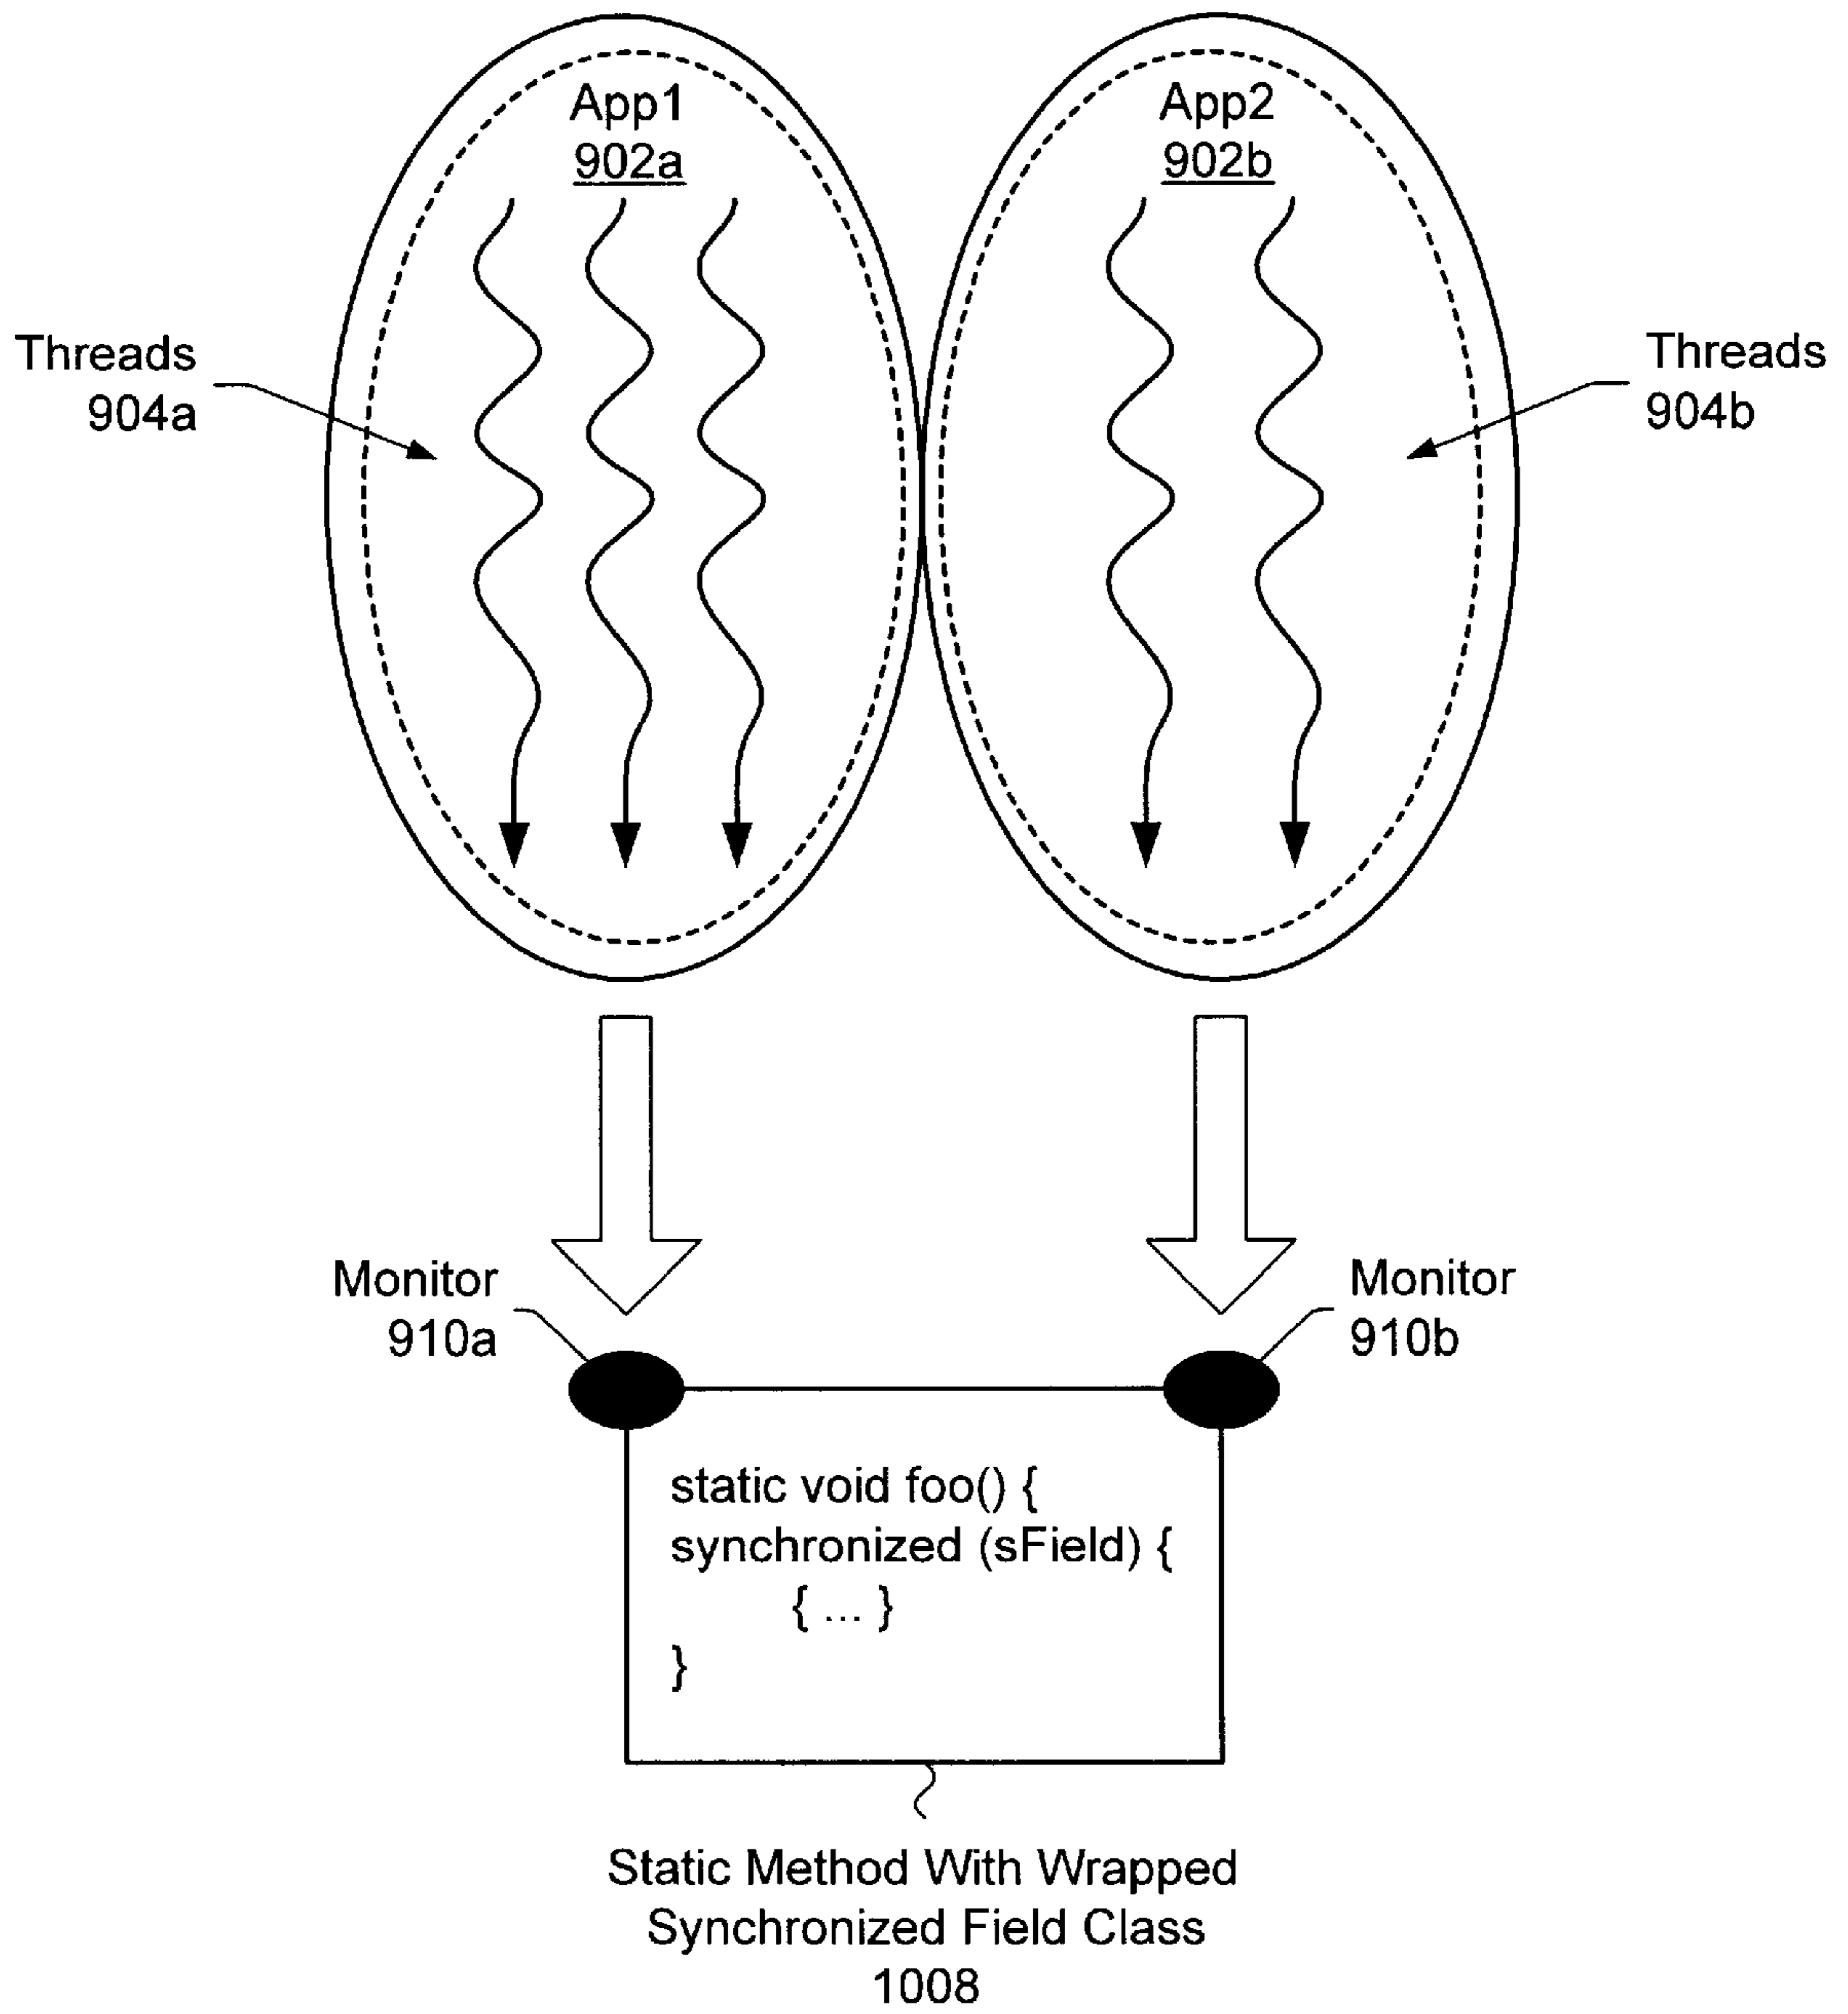 App1
902a
App2
902b
Threads
904a
Threads
904b
Monitor
910a
Monitor
910b
static void foo() {
synchronized (sField) {
{ ... }
}
Static Method With Wrapped
Synchronized Field Class
1008